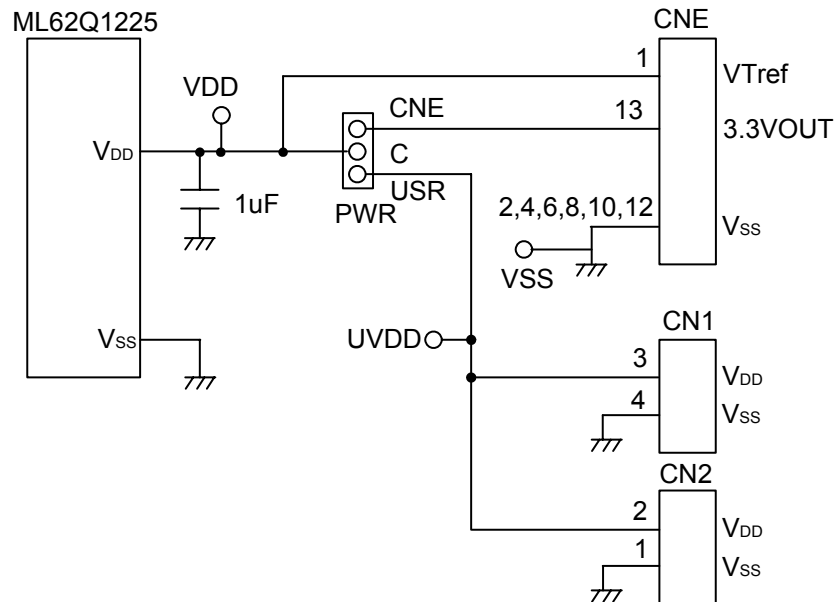 ML62Q1225
CNE
VDD
1
VTref
CNE
13
3.3VOUT
VDD
C
1uF
USR
PWR
2,4,6,8,10,12
VSS
VSS
VSS
UVDD
CN1
3
VDD
4
VSS
CN2
2
VDD
1
VSS